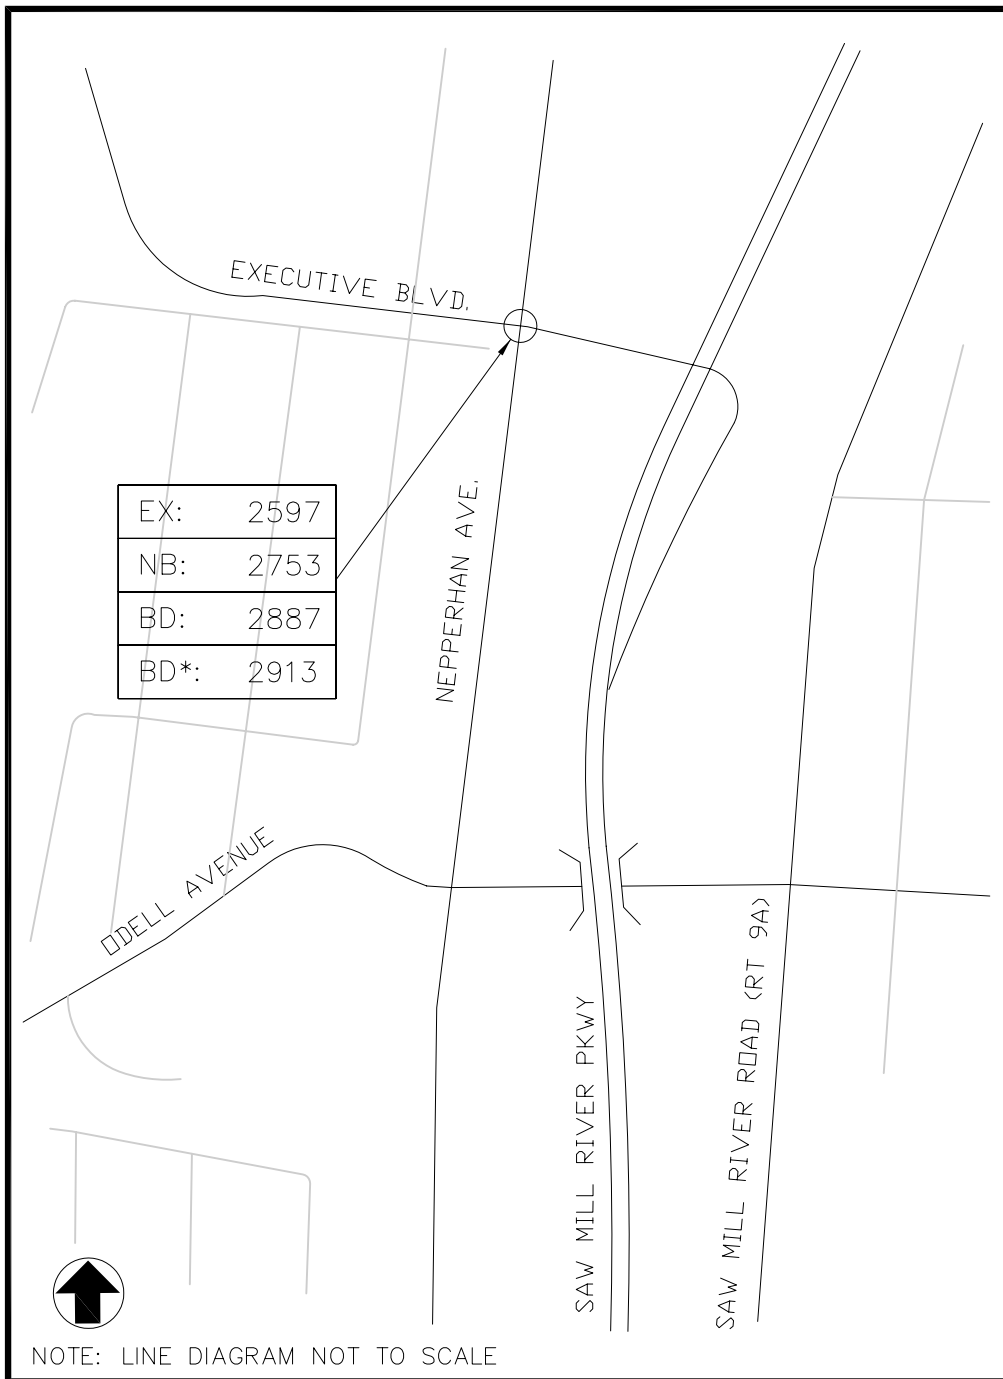 EXECUTIVE BLVD.
EX: 2597
NB: 2753
BD: 2887
BD*: 2913
NEPPERHAN AVE.
ODELL AVENUE
SAW MILL RIVER PKWY
SAW MILL RIVER ROAD (RT 9A)
NOTE: LINE DIAGRAM NOT TO SCALE